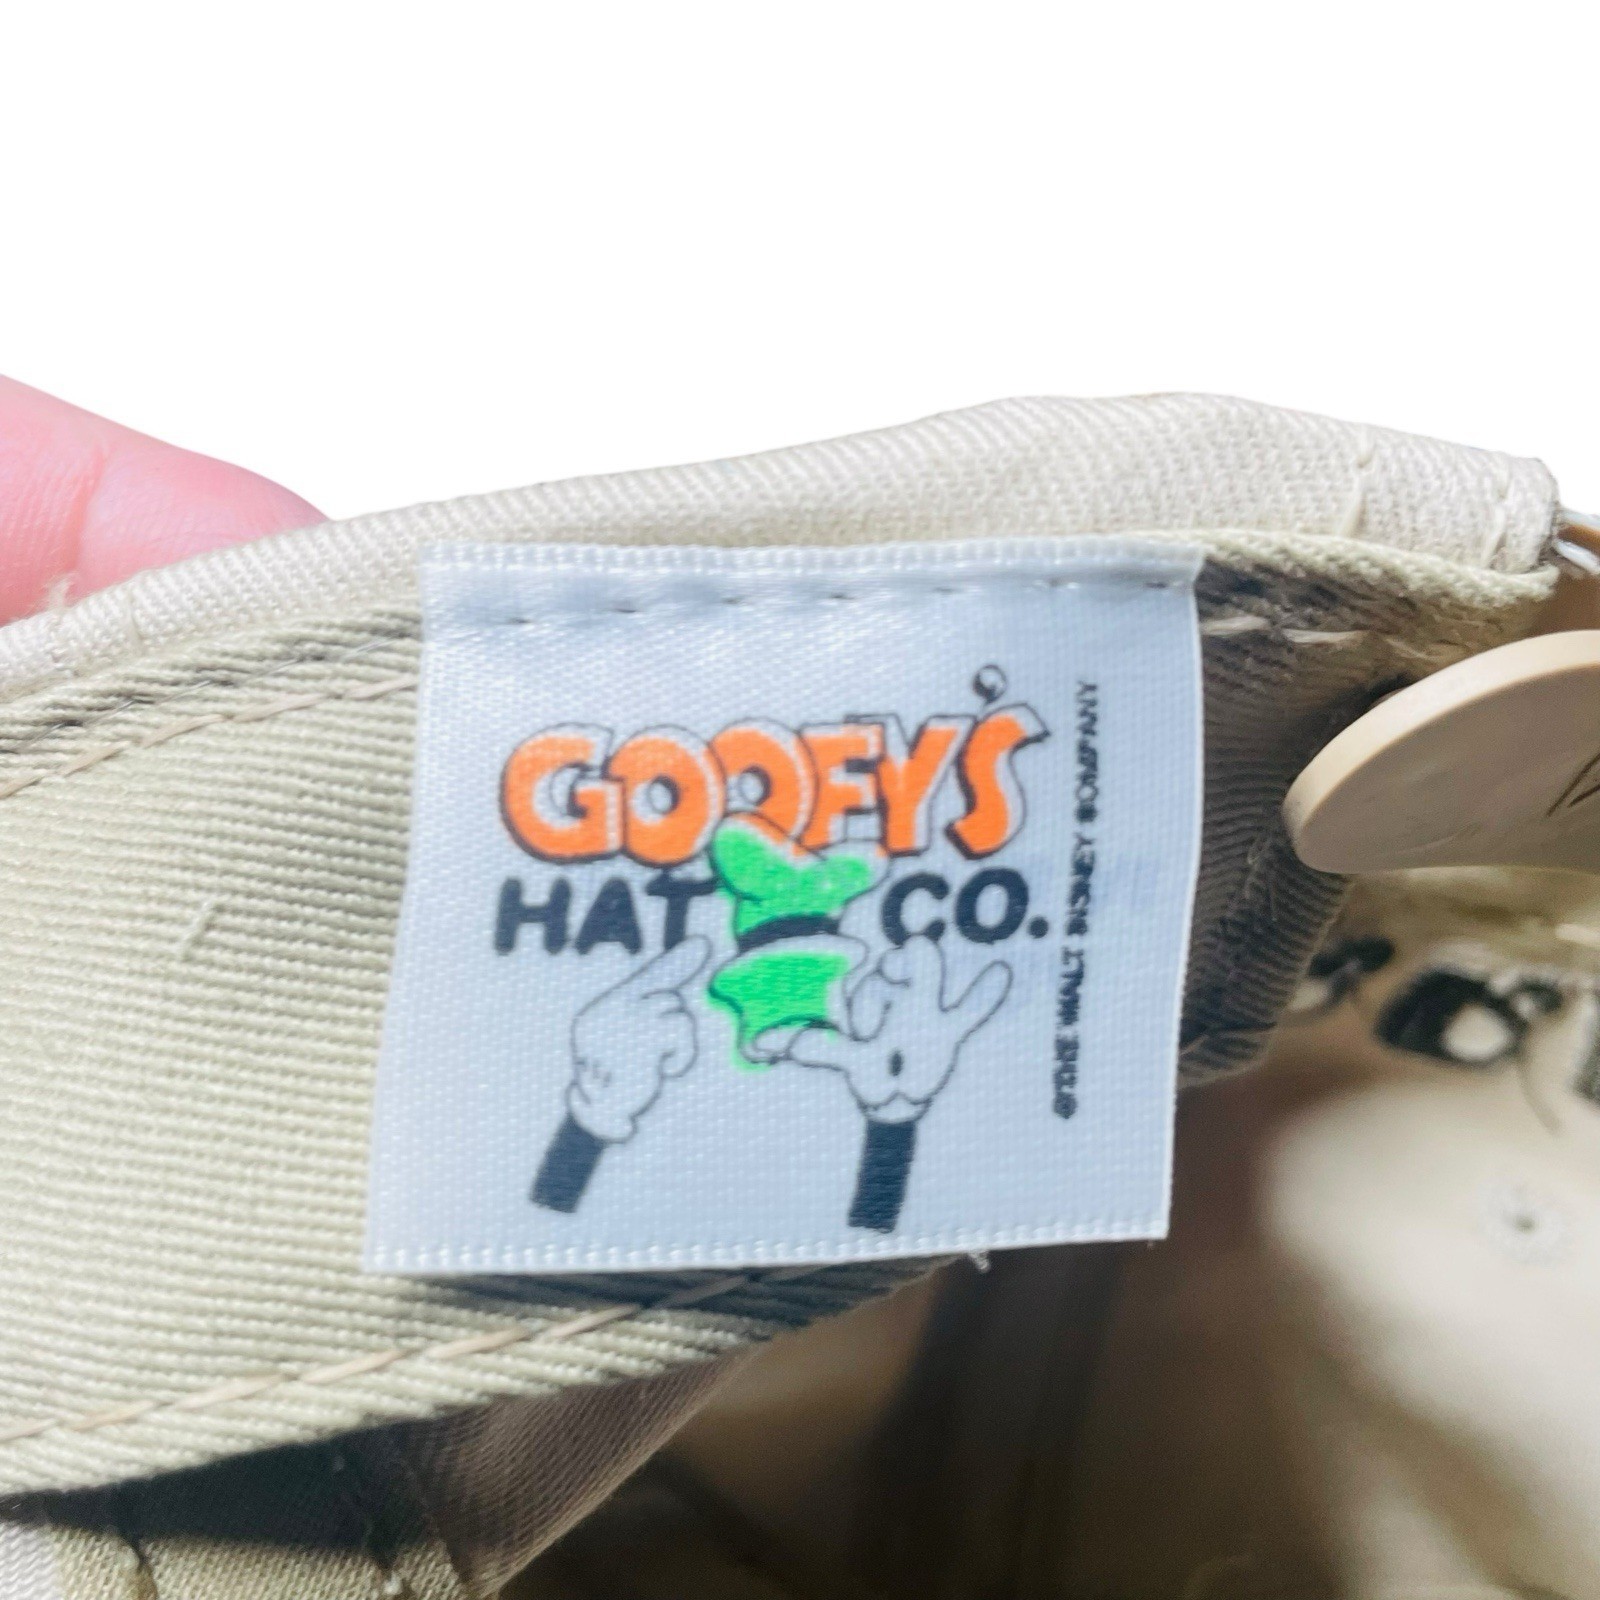 GOOFY'S
HAT CO.
©THE WALT DISNEY COMPANY